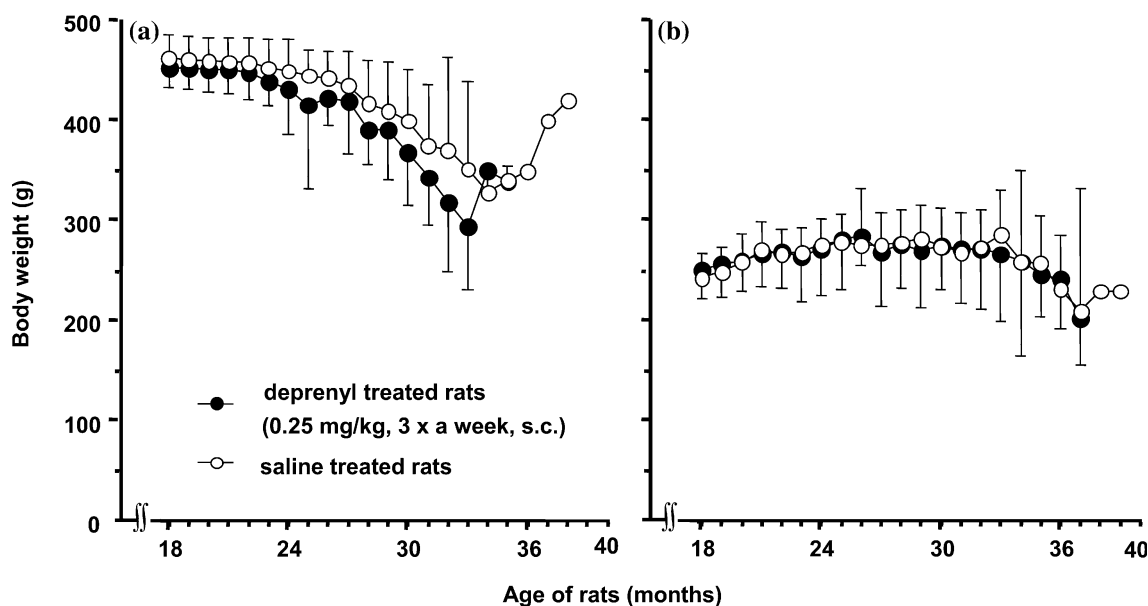 500
(a)
(b)
400
300
200
100
0
Body weight (g)
deprenyl treated rats
(0.25 mg/kg, 3 x a week, s.c.)
saline treated rats
18 24 30 36 40
18 24 30 36 40
Age of rats (months)